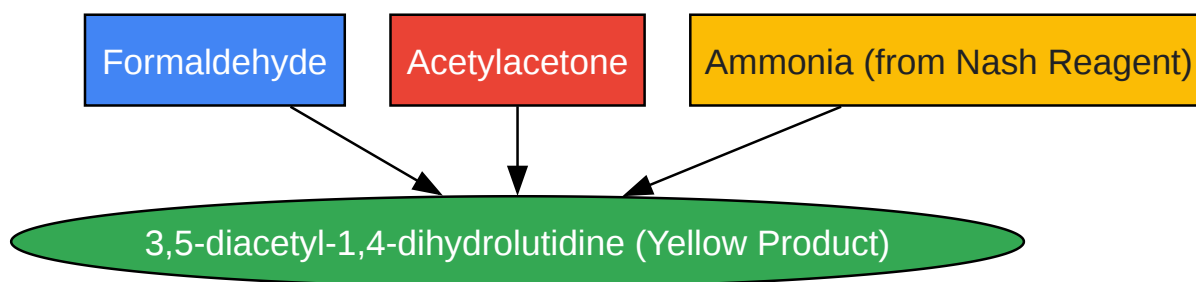 Formaldehyde
Acetylacetone
Ammonia (from Nash Reagent)
3,5-diacetyl-1,4-dihydrolutidine (Yellow Product)